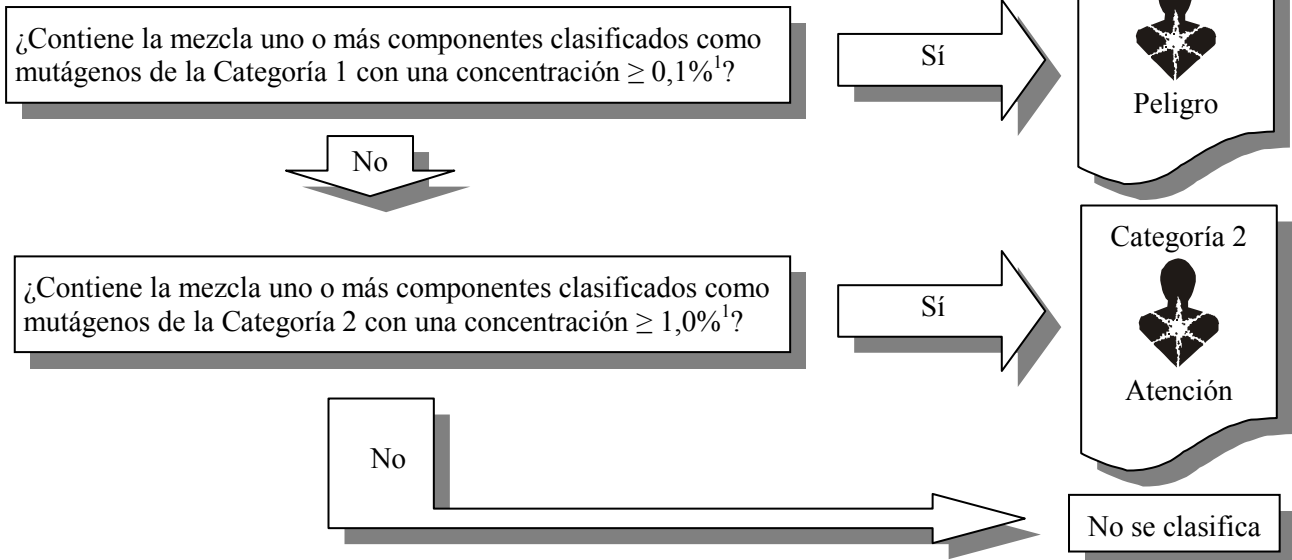 ¿Contiene la mezcla uno o más componentes clasificados como
mutágenos de la Categoría 1 con una concentración ≥ 0,1%¹?
Sí
Peligro
No
Categoría 2
¿Contiene la mezcla uno o más componentes clasificados como
mutágenos de la Categoría 2 con una concentración ≥ 1,0%¹?
Sí
Atención
No
No se clasifica